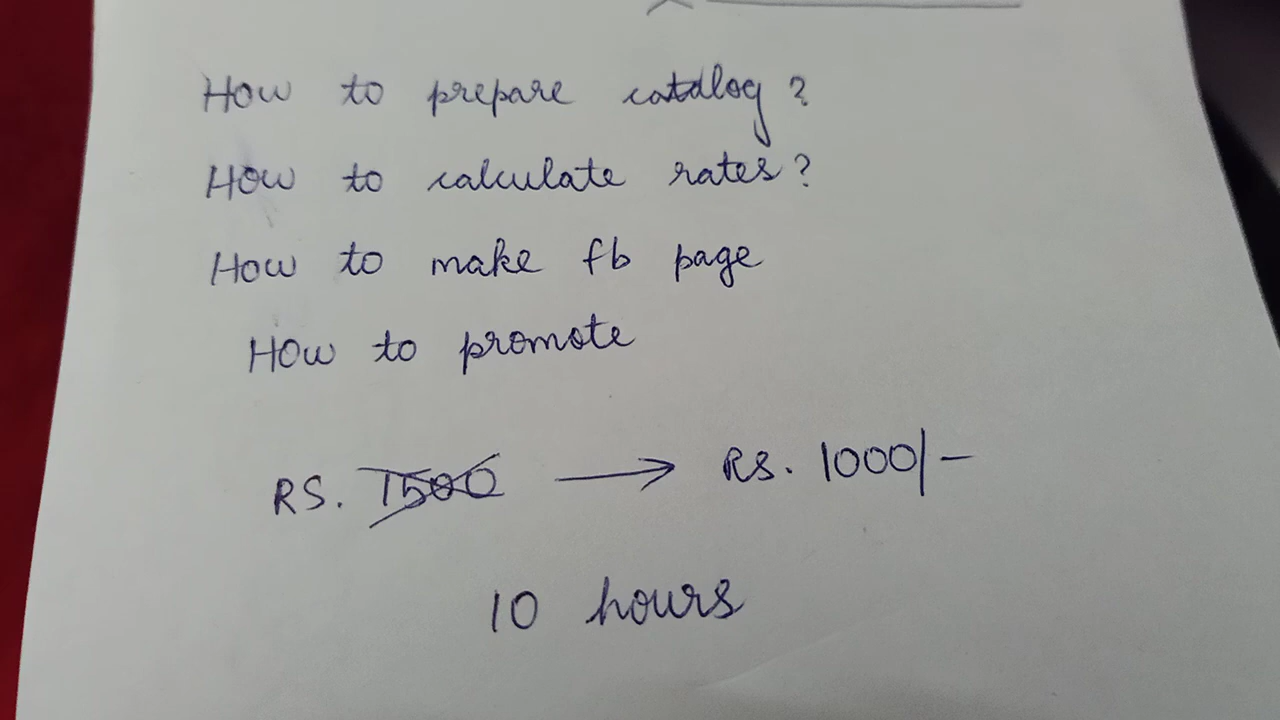 How to prepare catalog?
How to calculate rates?
How to make fb page
How to promote
RS. 1500 → RS. 1000/-
10 hours